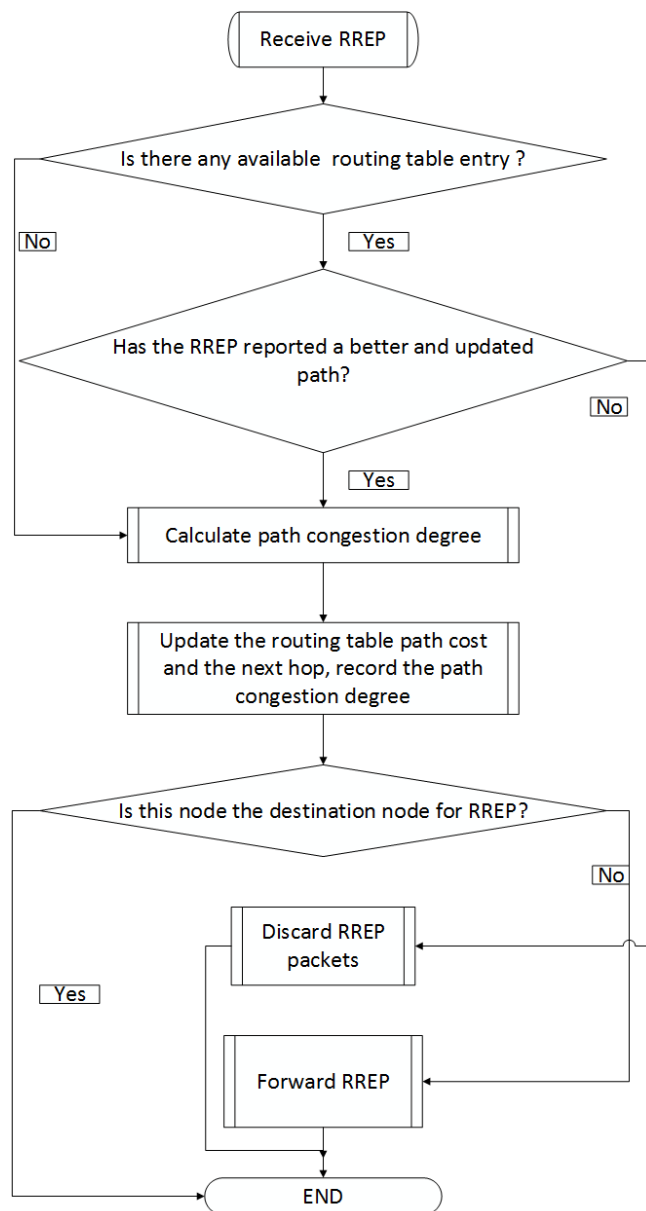 Receive RREP
Is there any available routing table entry ?
No
Yes
Has the RREP reported a better and updated
path?
No
Yes
Calculate path congestion degree
Update the routing table path cost
and the next hop, record the path
congestion degree
Is this node the destination node for RREP?
No
Discard RREP
packets
Yes
Forward RREP
END